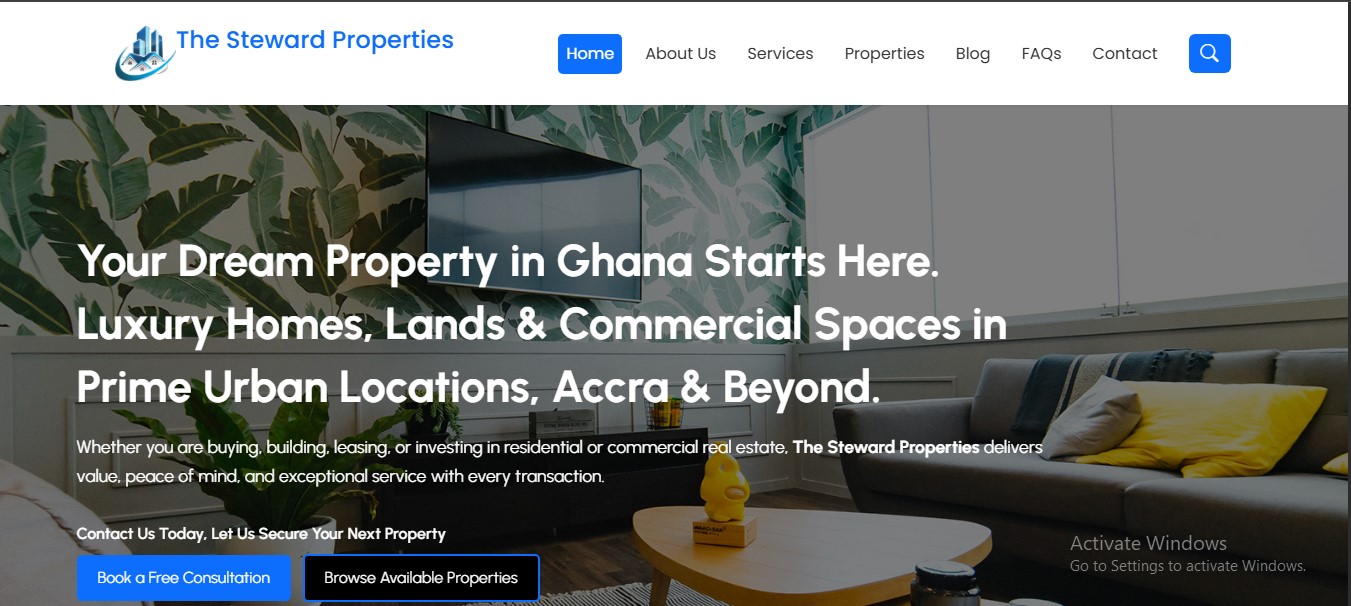 The Steward Properties
Home About Us Services Properties Blog FAQs Contact
Your Dream Property in Ghana Starts Here.
Luxury Homes, Lands & Commercial Spaces in
Prime Urban Locations, Accra & Beyond.
Whether you are buying, building, leasing, or investing in residential or commercial real estate, The Steward Properties delivers
value, peace of mind, and exceptional service with every transaction.
Contact Us Today, Let Us Secure Your Next Property
Book a Free Consultation Browse Available Properties
Activate Windows
Go to Settings to activate Windows.